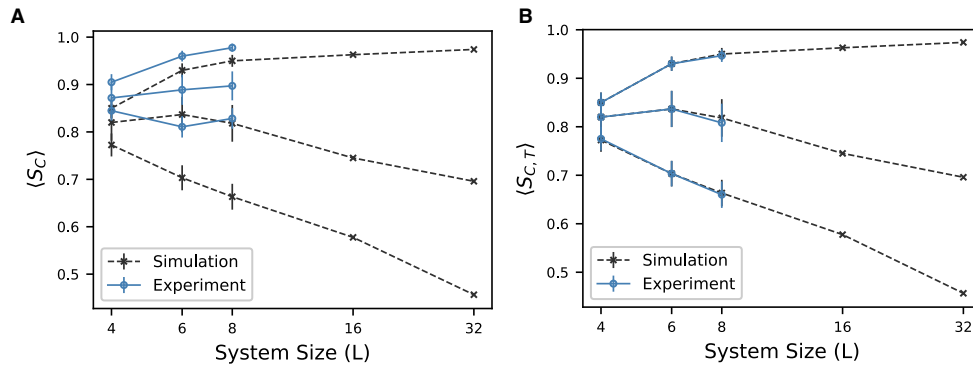 A
1.0
0.9
0.8
0.7
0.6
0.5
⟨S_C⟩
Simulation
Experiment
4
6
8
16
32
System Size (L)
B
1.0
0.9
0.8
0.7
0.6
0.5
⟨S_{C,T}⟩
Simulation
Experiment
4
6
8
16
32
System Size (L)